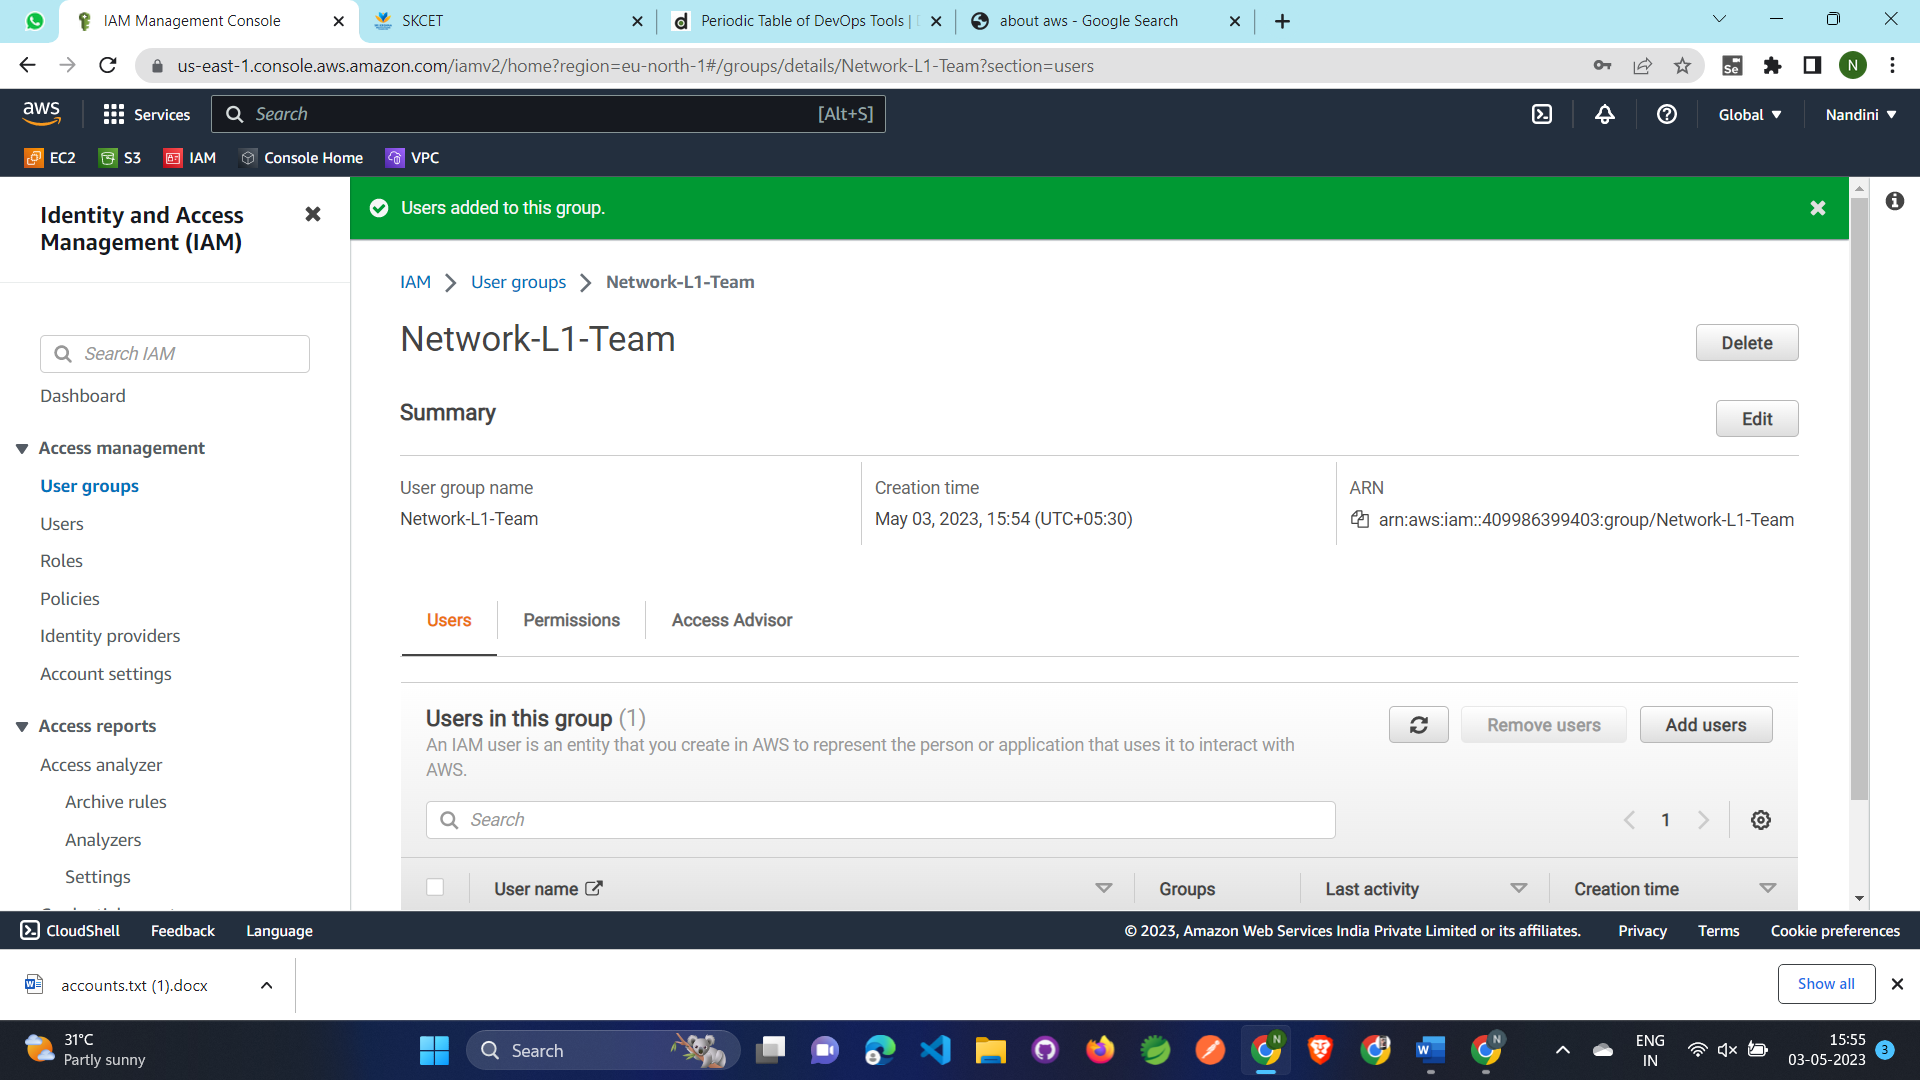 IAM Management Console
SKCET
Periodic Table of DevOps Tools |
about aws - Google Search
us-east-1.console.aws.amazon.com/iamv2/home?region=eu-north-1#/groups/details/Network-L1-Team?section=users
Se
N
aws
Services
Search
[Alt+S]
Global
Nandini
EC2
S3
IAM
Console Home
VPC
Identity and Access
Management (IAM)
Search IAM
Dashboard
Access management
User groups
Users
Roles
Policies
Identity providers
Account settings
Access reports
Access analyzer
Archive rules
Analyzers
Settings
Users added to this group.
IAM
User groups
Network-L1-Team
Network-L1-Team
Delete
Summary
Edit
User group name
Network-L1-Team
Creation time
May 03, 2023, 15:54 (UTC+05:30)
ARN
arn:aws:iam::409986399403:group/Network-L1-Team
Users
Permissions
Access Advisor
Users in this group (1)
An IAM user is an entity that you create in AWS to represent the person or application that uses it to interact with
AWS.
Remove users
Add users
Search
1
User name
Groups
Last activity
Creation time
CloudShell
Feedback
Language
© 2023, Amazon Web Services India Private Limited or its affiliates.
Privacy
Terms
Cookie preferences
accounts.txt (1).docx
Show all
31°C
Partly sunny
Search
ENG
IN
15:55
03-05-2023
3